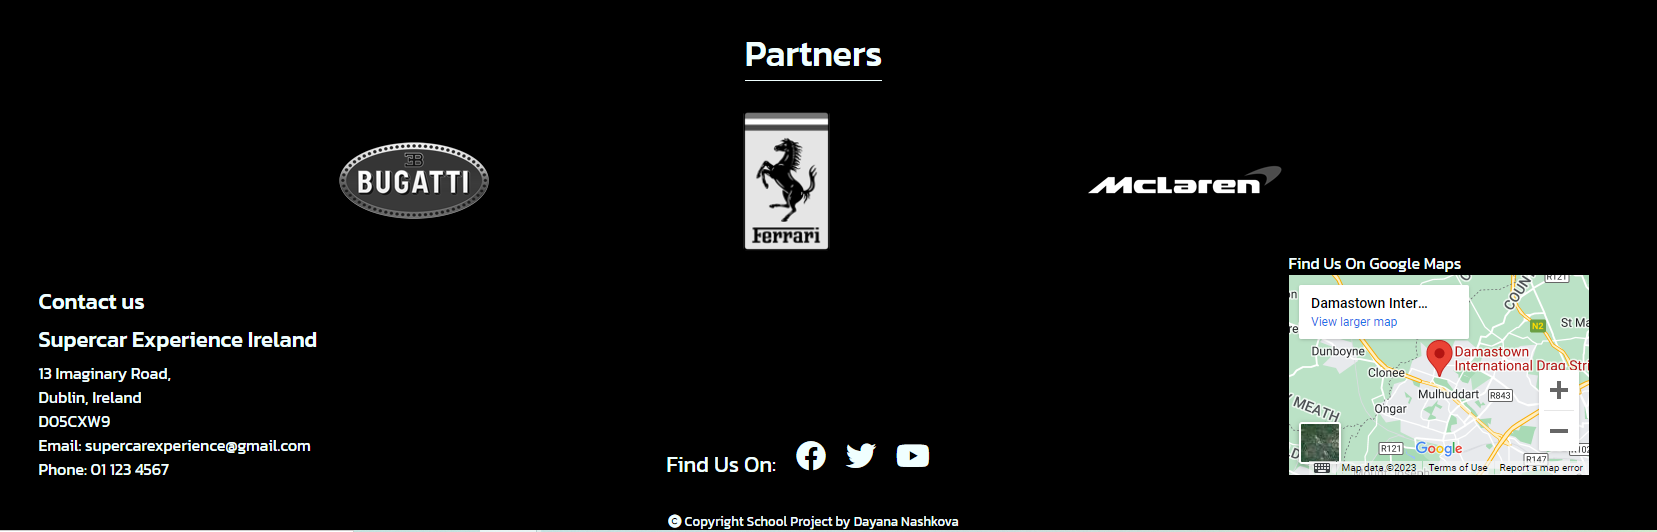 Partners
EB
BUGATTI
Ferrari
McLaren
Find Us On Google Maps
Contact us
Supercar Experience Ireland
13 Imaginary Road,
Dublin, Ireland
D05CXW9
Email: supercarexperience@gmail.com
Phone: 01 123 4567
Damastown Inter...
View larger map
R121
COUN
N2
St Ma
Dunboyne
Damastown
International Drag Stri
Clonee
Mulhuddart
R843
Ongar
Y MEATH
R121
Google
R147
Map data ©2023
Terms of Use
Report a map error
Find Us On:
© Copyright School Project by Dayana Nashkova